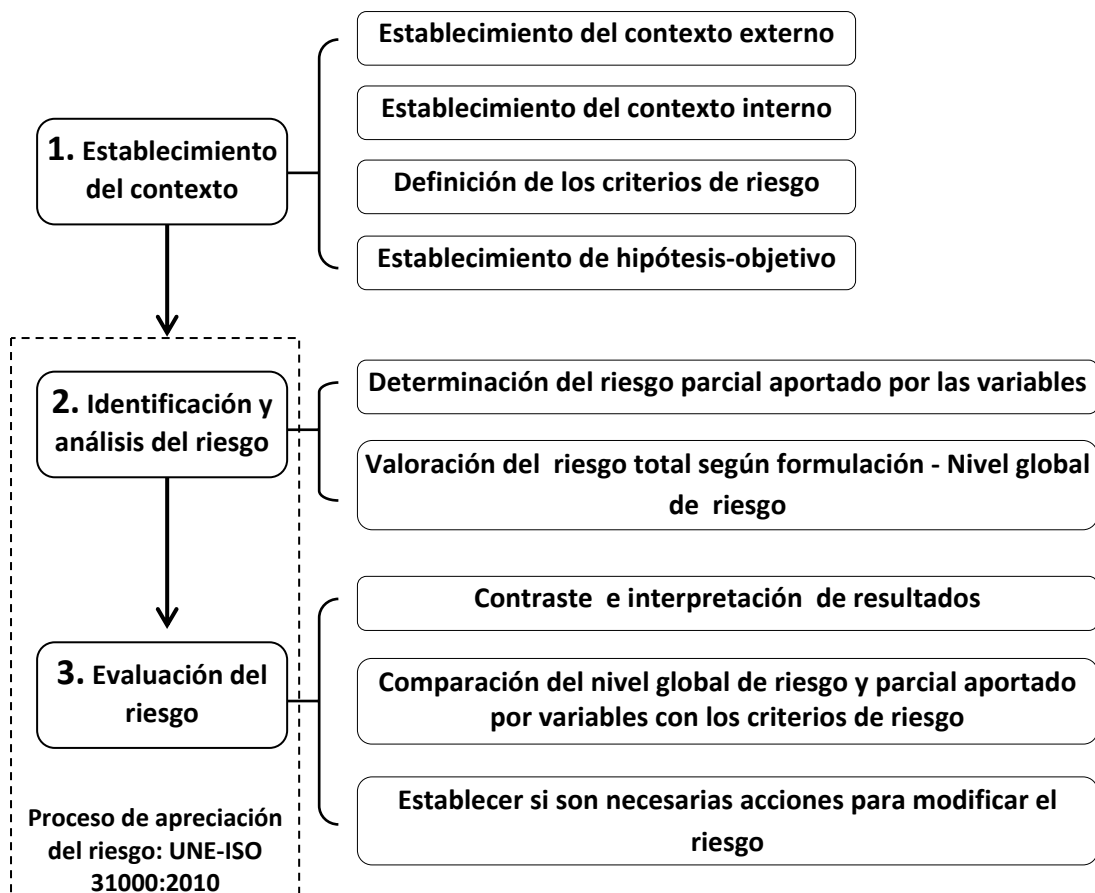 Establecimiento del contexto externo
Establecimiento del contexto interno
1. Establecimiento
del contexto
Definición de los criterios de riesgo
Establecimiento de hipótesis-objetivo
Determinación del riesgo parcial aportado por las variables
2. Identificación y
análisis del riesgo
Valoración del riesgo total según formulación - Nivel global
de riesgo
Contraste e interpretación de resultados
3. Evaluación del
riesgo
Comparación del nivel global de riesgo y parcial aportado
por variables con los criterios de riesgo
Establecer si son necesarias acciones para modificar el
riesgo
Proceso de apreciación
del riesgo: UNE-ISO
31000:2010